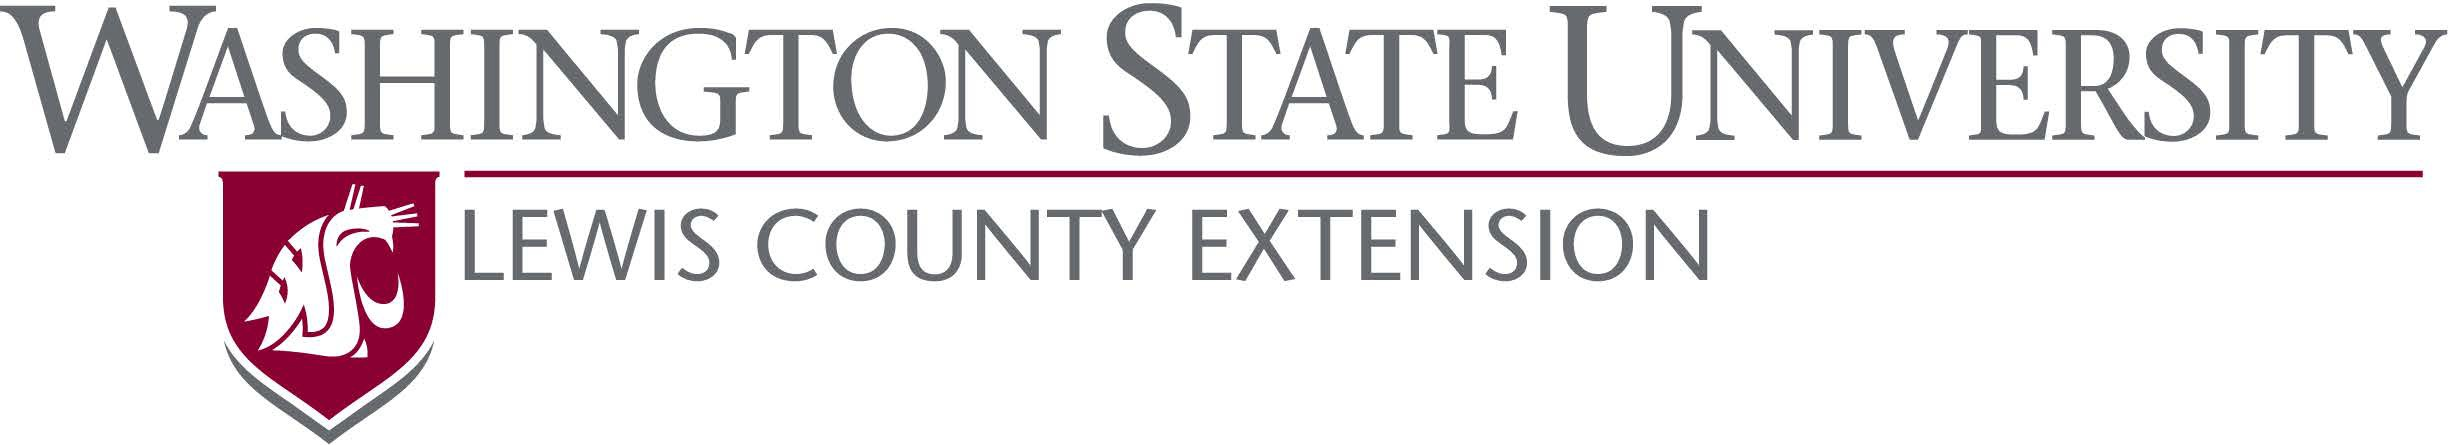 WASHINGTON STATE UNIVERSITY
LEWIS COUNTY EXTENSION